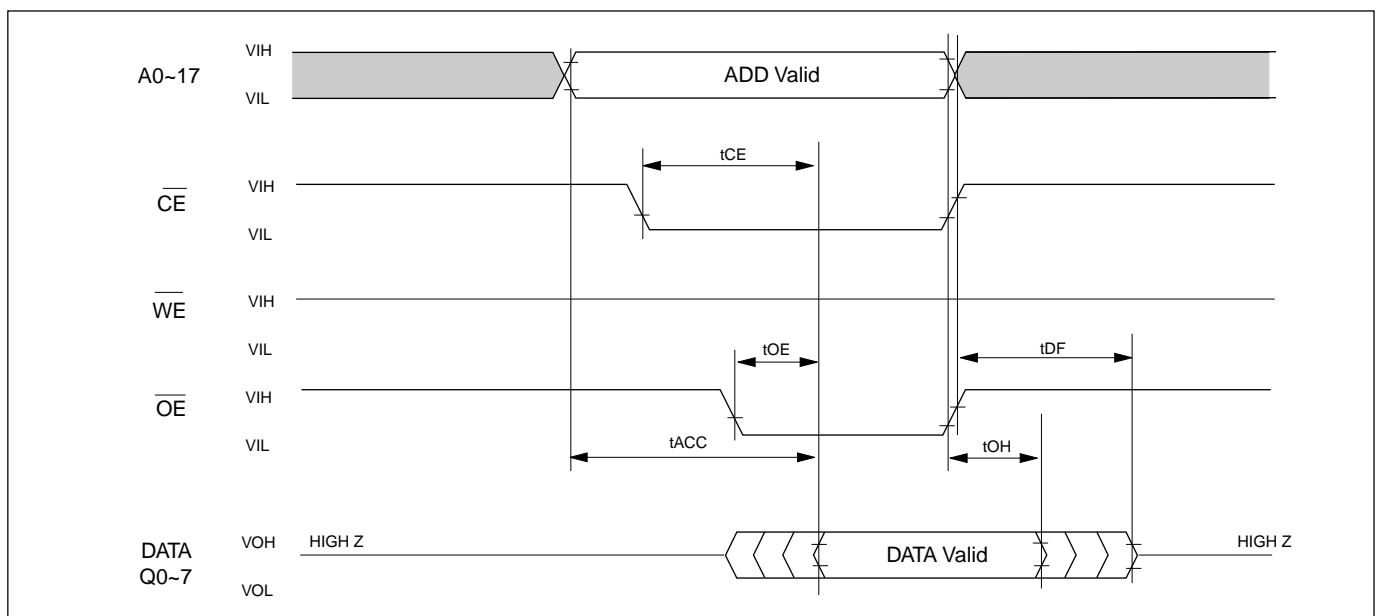 VIH
A0~17
ADD Valid
VIL
tCE
VIH
CE
VIL
VIH
WE
VIL
tOE
tDF
VIH
OE
VIL
tACC
tOH
VOH
HIGH Z
DATA Valid
HIGH Z
DATA
Q0~7
VOL